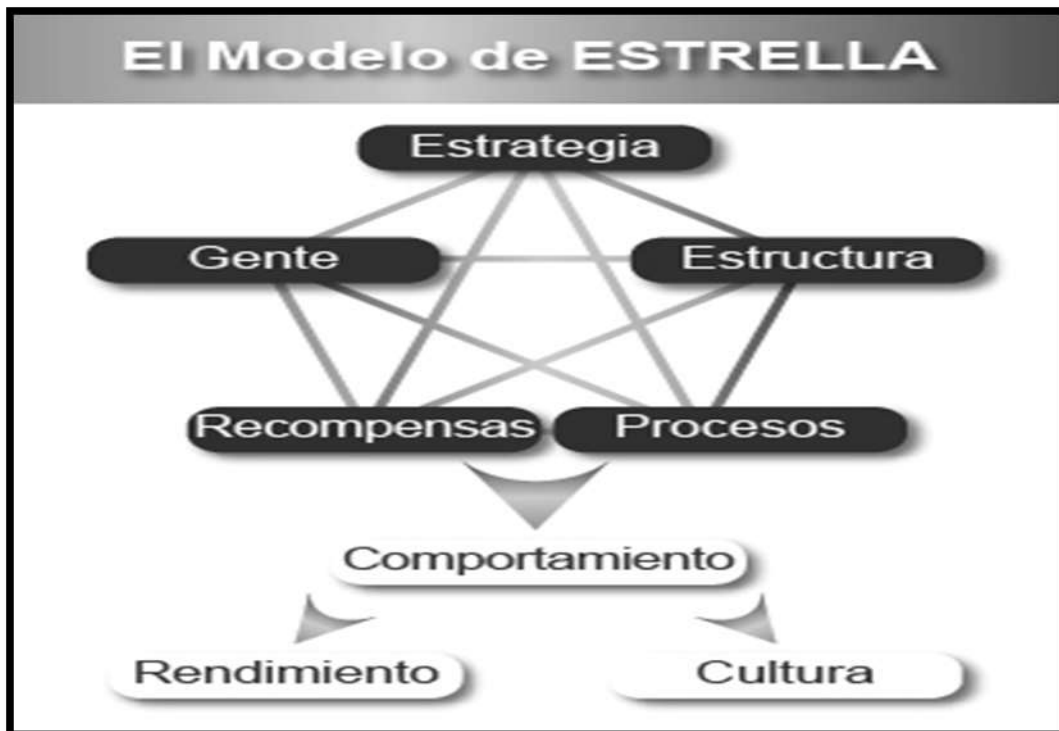 El Modelo de ESTRELLA
Estrategia
Gente
Estructura
Recompensas
Procesos
Comportamiento
Rendimiento
Cultura